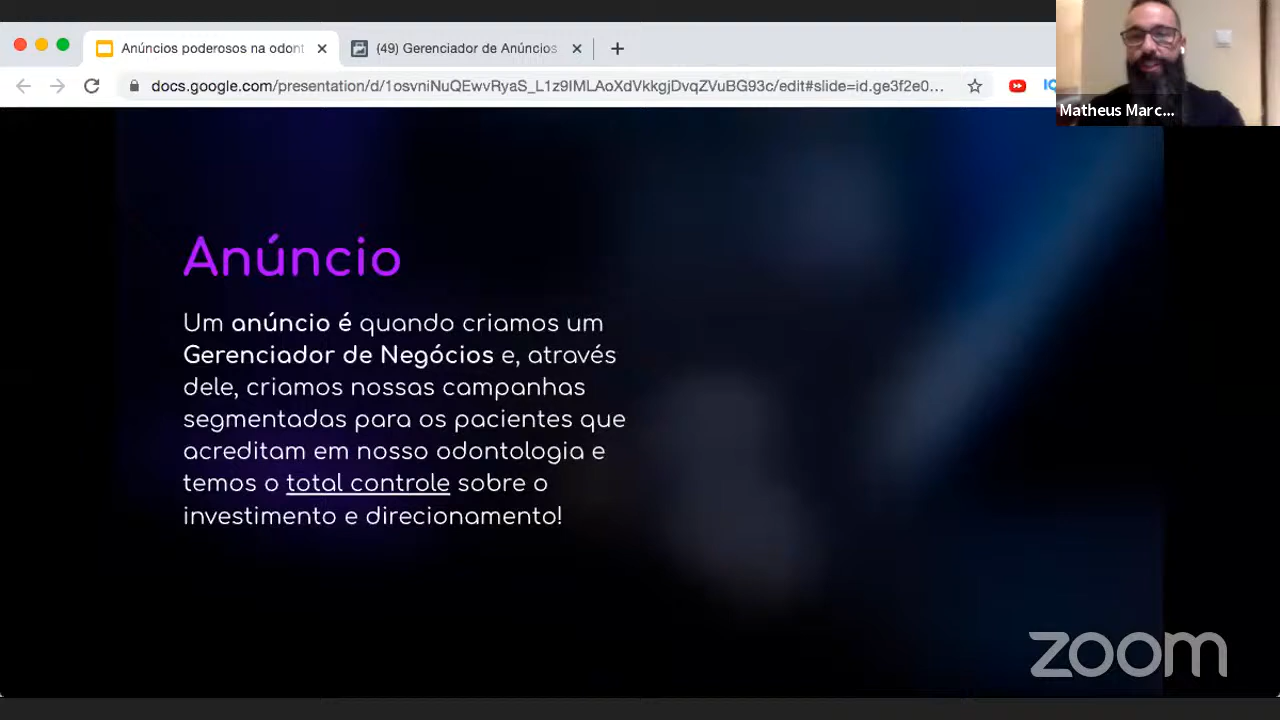 Anúncios poderosos na odont
(49) Gerenciador de Anúncios
docs.google.com/presentation/d/1osvniNuQEwvRyaS_L1z9IMLAoXdVkkgjDvqZVuBG93c/edit#slide=id.ge3f2e0...
Matheus Marc...
Anúncio
Um anúncio é quando criamos um
Gerenciador de Negócios e, através
dele, criamos nossas campanhas
segmentadas para os pacientes que
acreditam em nosso odontologia e
temos o total controle sobre o
investimento e direcionamento!
zoom